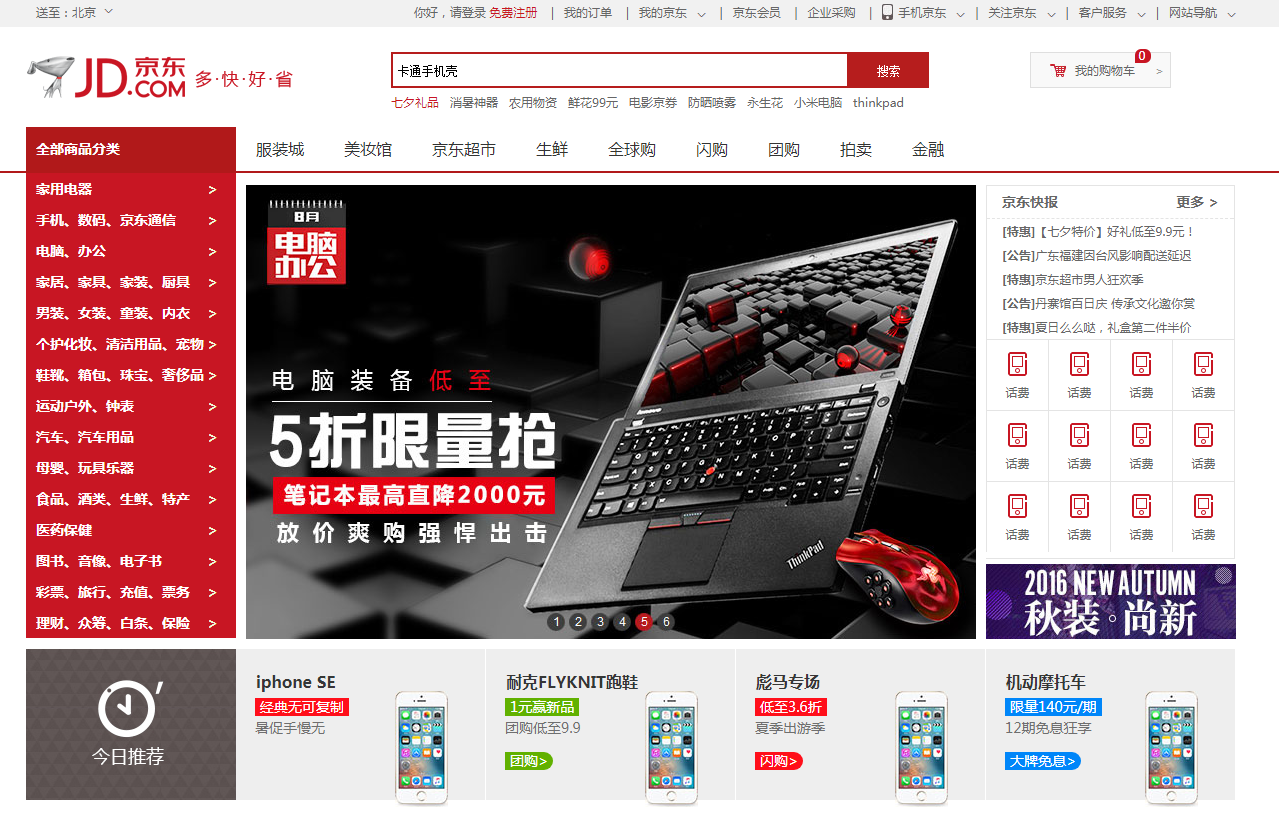 送至：北京
你好，请登录 免费注册 | 我的订单 | 我的京东 | 京东会员 | 企业采购 | 手机京东 | 关注京东 | 客户服务 | 网站导航
JD.COM 京东
多·快·好·省
卡通手机壳
搜索
0
我的购物车 >
七夕礼品 消暑神器 农用物资 鲜花99元 电影京券 防晒喷雾 永生花 小米电脑 thinkpad
全部商品分类
服装城 美妆馆 京东超市 生鲜 全球购 闪购 团购 拍卖 金融
家用电器 >
手机、数码、京东通信 >
电脑、办公 >
家居、家具、家装、厨具 >
男装、女装、童装、内衣 >
个护化妆、清洁用品、宠物 >
鞋靴、箱包、珠宝、奢侈品 >
运动户外、钟表 >
汽车、汽车用品 >
母婴、玩具乐器 >
食品、酒类、生鲜、特产 >
医药保健 >
图书、音像、电子书 >
彩票、旅行、充值、票务 >
理财、众筹、白条、保险 >
8月
电脑
办公
电脑装备低至
5折限量抢
笔记本最高直降2000元
放价爽购强悍出击
lenovo
ThinkPad
1 2 3 4 5 6
京东快报 更多 >
[特惠]【七夕特价】好礼低至9.9元！
[公告]广东福建因台风影响配送延迟
[特惠]京东超市男人狂欢季
[公告]丹寨馆百日庆 传承文化邀你赏
[特惠]夏日么么哒，礼盒第二件半价
话费 话费 话费 话费
话费 话费 话费 话费
话费 话费 话费 话费
2016 NEW AUTUMN
秋装。尚新
今日推荐
iphone SE
经典无可复制
暑促手慢无
耐克FLYKNIT跑鞋
1元赢新品
团购低至9.9
团购>
彪马专场
低至3.6折
夏季出游季
闪购>
机动摩托车
限量140元/期
12期免息狂享
大牌免息>